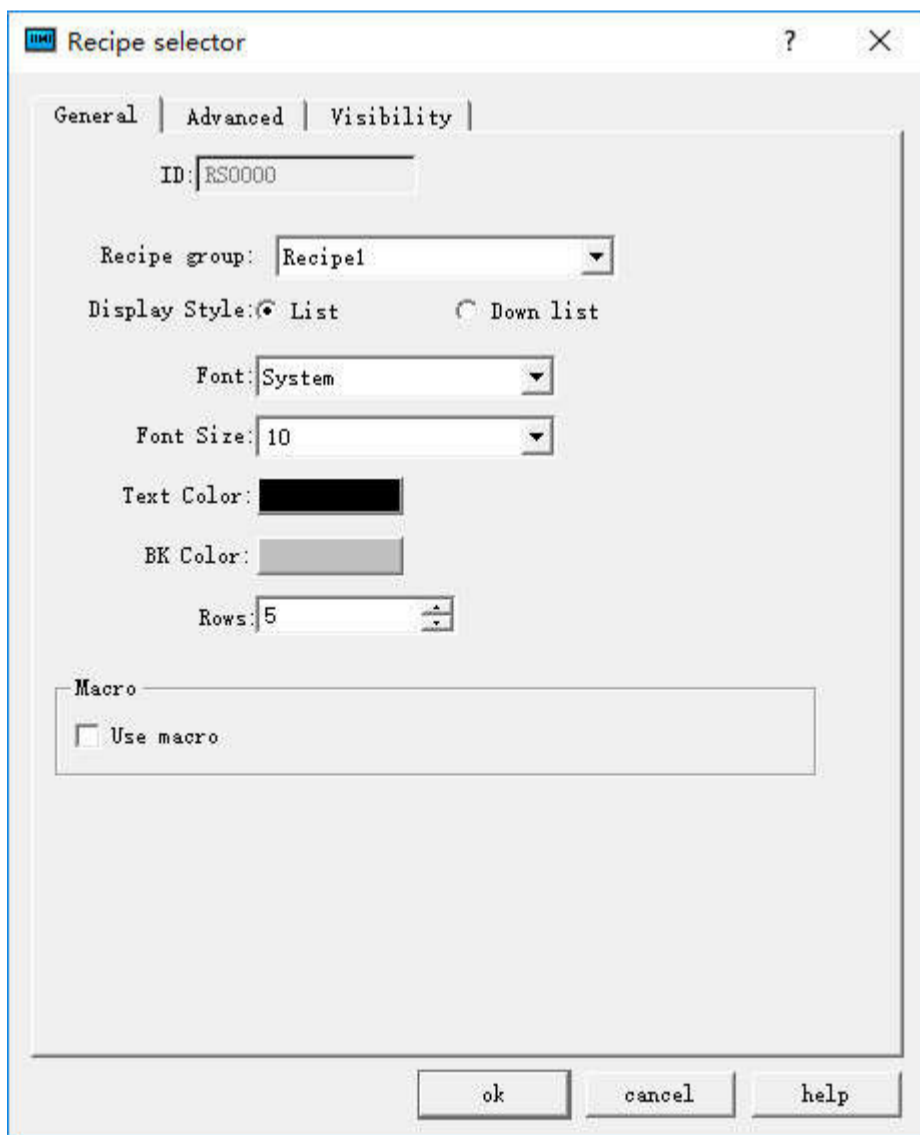 HMI Recipe selector ?
General Advanced Visibility
ID: RS0000
Recipe group: Recipe1
Display Style: List Down list
Font: System
Font Size: 10
Text Color:
BK Color:
Rows: 5
Macro
Use macro
ok cancel help